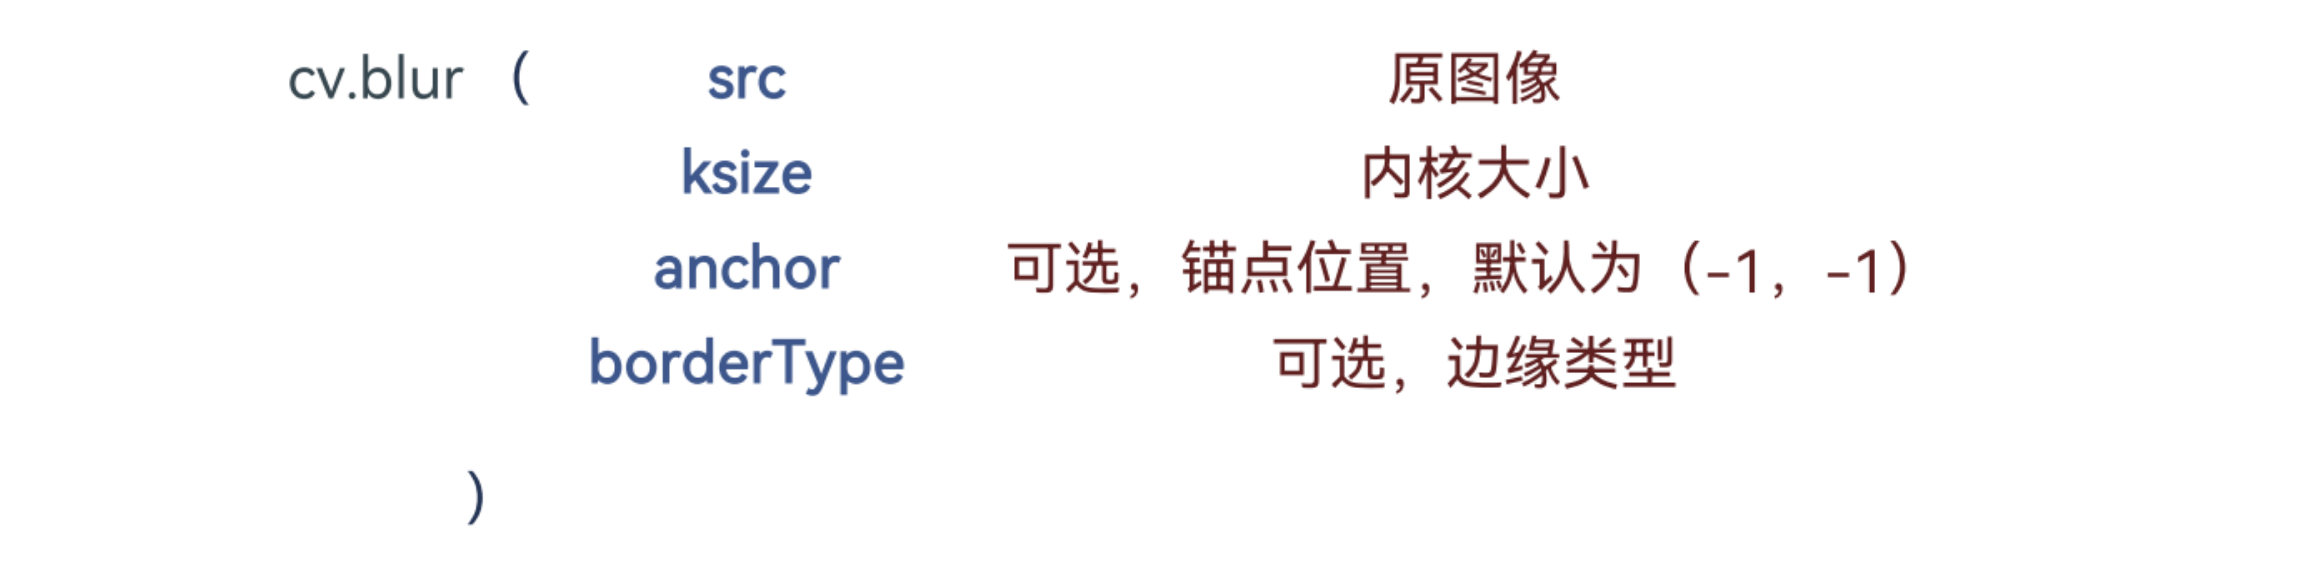 cv.blur ( src 原图像
ksize 内核大小
anchor 可选，锚点位置，默认为（-1，-1）
borderType 可选，边缘类型
)